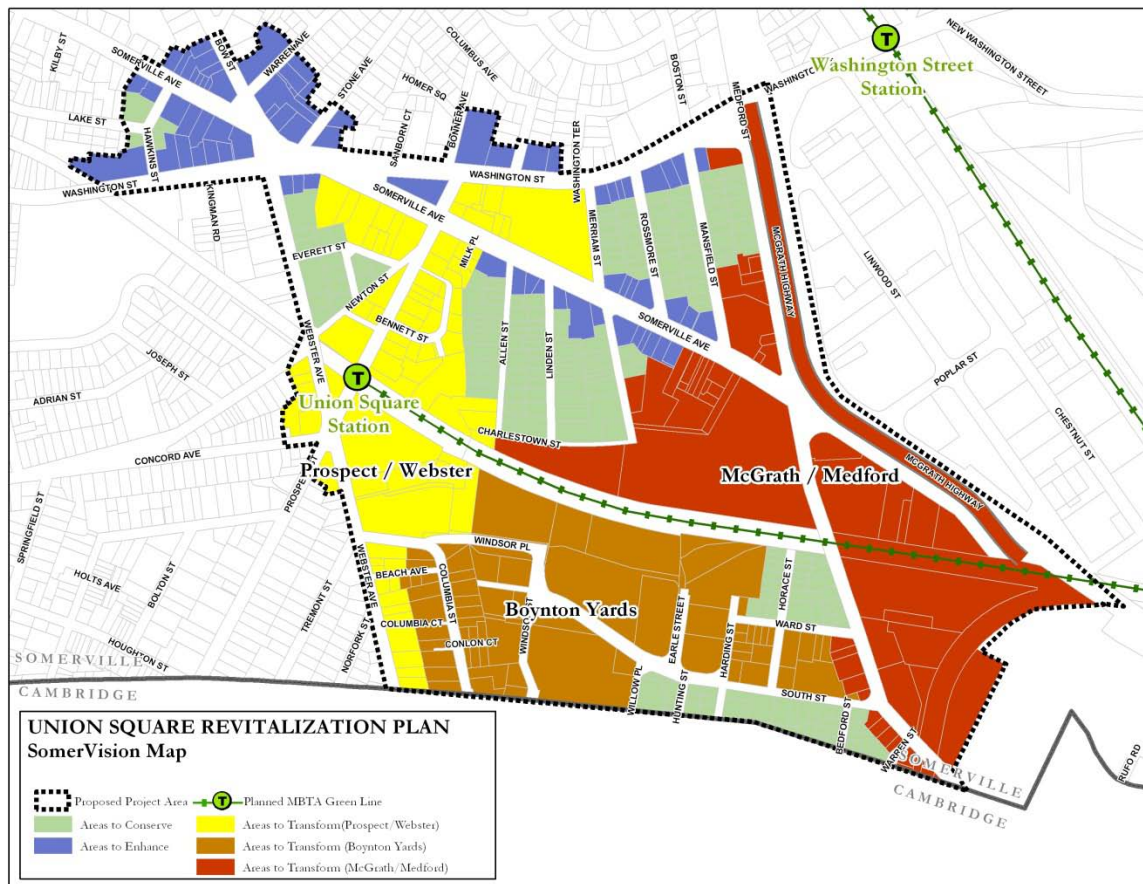 KILBY ST
SOMERVILLE AVE
BOW ST
WARREN AVE
STONE AVE
COLUMBUS AVE
HOMER SQ
BOSTON ST
WASHINGTON
MEDFORD ST
NEW WASHINGTON STREET
T
Washington Street
Station
LAKE ST
HAWKINS ST
SANBORN CT
BONNER AVE
WASHINGTON TER
WASHINGTON ST
WASHINGTON ST
KINGMAN RD
SOMERVILLE AVE
MERRIAM ST
ROSSMORE ST
MANSFIELD ST
MCGRATH HIGHWAY
LINWOOD ST
EVERETT ST
MILK PL
NEWTON ST
BENNETT ST
ALLEN ST
LINDEN ST
SOMERVILLE AVE
POPLAR ST
CHESTNUT ST
WEBSTER AVE
JOSEPH ST
ADRIAN ST
T
Union Square
Station
CHARLESTOWN ST
CONCORD AVE
PROSPECT ST
Prospect / Webster
McGrath / Medford
MCGRATH HIGHWAY
SPRINGFIELD ST
HOLTS AVE
BOLTON ST
TREMONT ST
NORFORK ST
HOUGHTON ST
WEBSTER AVE
WINDSOR PL
BEACH AVE
COLUMBIA ST
COLUMBIA CT
CONLON CT
WINDSOR ST
Boynton Yards
EARLE STREET
HORACE ST
WARD ST
HARDING ST
WILLOW PL
HUNTING ST
SOUTH ST
BEDFORD ST
WARREN ST
RUFO RD
SOMERVILLE
CAMBRIDGE
SOMERVILLE
CAMBRIDGE
UNION SQUARE REVITALIZATION PLAN
SomerVision Map
Proposed Project Area
T Planned MBTA Green Line
Areas to Conserve
Areas to Transform(Prospect/Webster)
Areas to Enhance
Areas to Transform (Boynton Yards)
Areas to Transform (McGrath/Medford)